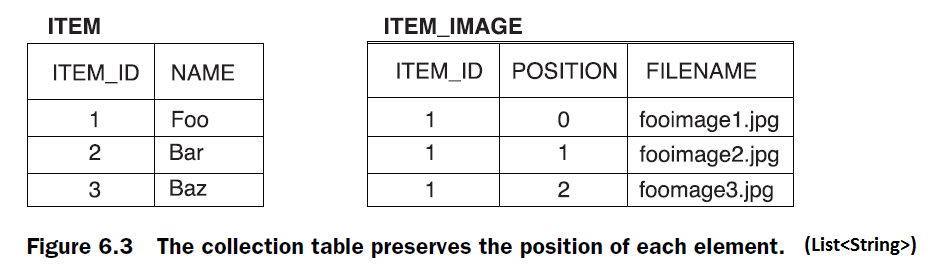 ITEM ITEM_IMAGE
ITEM_ID NAME ITEM_ID POSITION FILENAME
1 Foo 1 0 fooimage1.jpg
2 Bar 1 1 fooimage2.jpg
3 Baz 1 2 foomage3.jpg
Figure 6.3 The collection table preserves the position of each element. (List<String>)